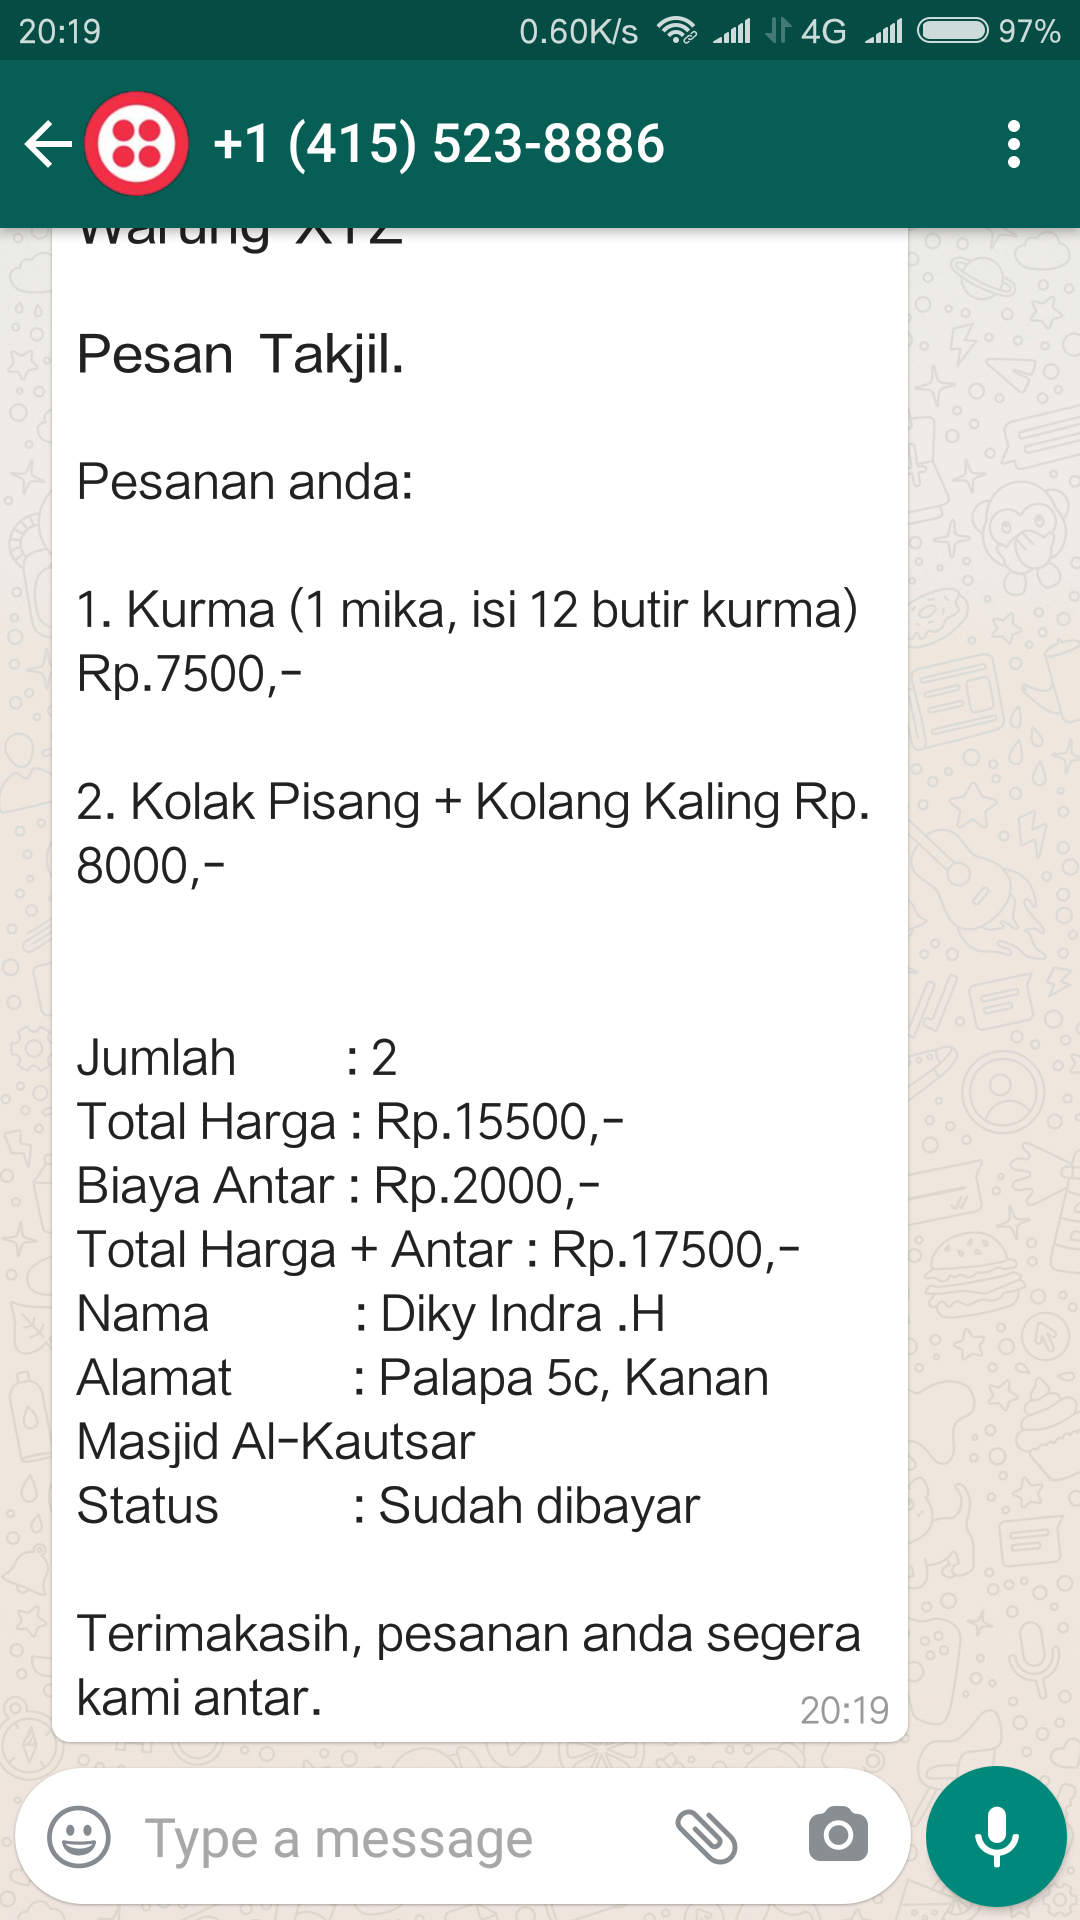 20:19 0.60K/s 4G 97%
+1 (415) 523-8886
Warung XYZ
Pesan Takjil.
Pesanan anda:
1. Kurma (1 mika, isi 12 butir kurma)
Rp.7500,-
2. Kolak Pisang + Kolang Kaling Rp.
8000,-
Jumlah : 2
Total Harga : Rp.15500,-
Biaya Antar : Rp.2000,-
Total Harga + Antar : Rp.17500,-
Nama : Diky Indra .H
Alamat : Palapa 5c, Kanan
Masjid Al-Kautsar
Status : Sudah dibayar
Terimakasih, pesanan anda segera
kami antar.
20:19
Type a message